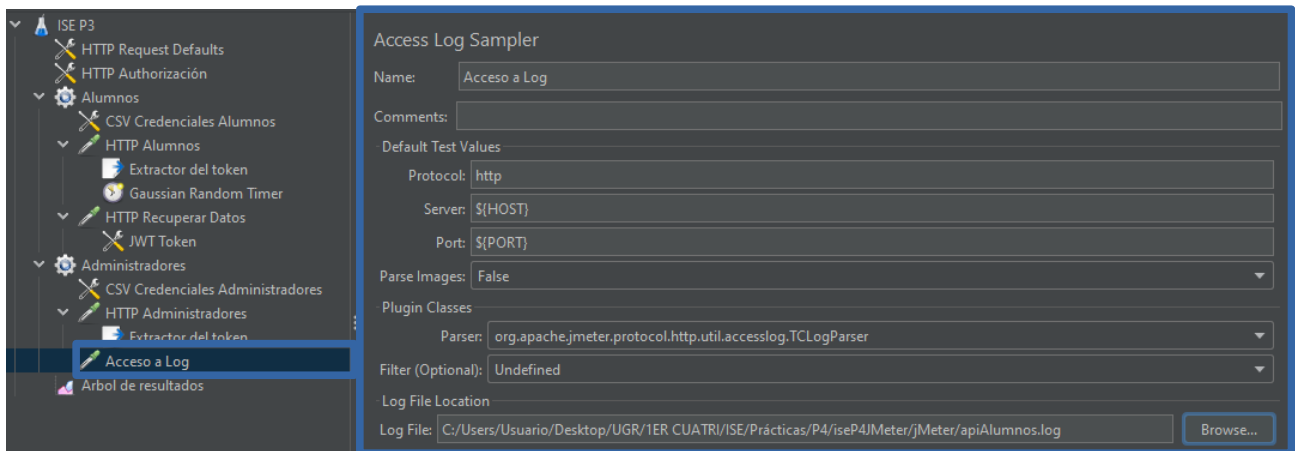 ISE P3
HTTP Request Defaults
HTTP Authorización
Alumnos
CSV Credenciales Alumnos
HTTP Alumnos
Extractor del token
Gaussian Random Timer
HTTP Recuperar Datos
JWT Token
Administradores
CSV Credenciales Administradores
HTTP Administradores
Extractor del token
Acceso a Log
Arbol de resultados
Access Log Sampler
Name: Acceso a Log
Comments:
Default Test Values
Protocol: http
Server: ${HOST}
Port: ${PORT}
Parse Images: False
Plugin Classes
Parser: org.apache.jmeter.protocol.http.util.accesslog.TCLogParser
Filter (Optional): Undefined
Log File Location
Log File: C:/Users/Usuario/Desktop/UGR/1ER CUATRI/ISE/Prácticas/P4/iseP4JMeter/jMeter/apiAlumnos.log Browse...